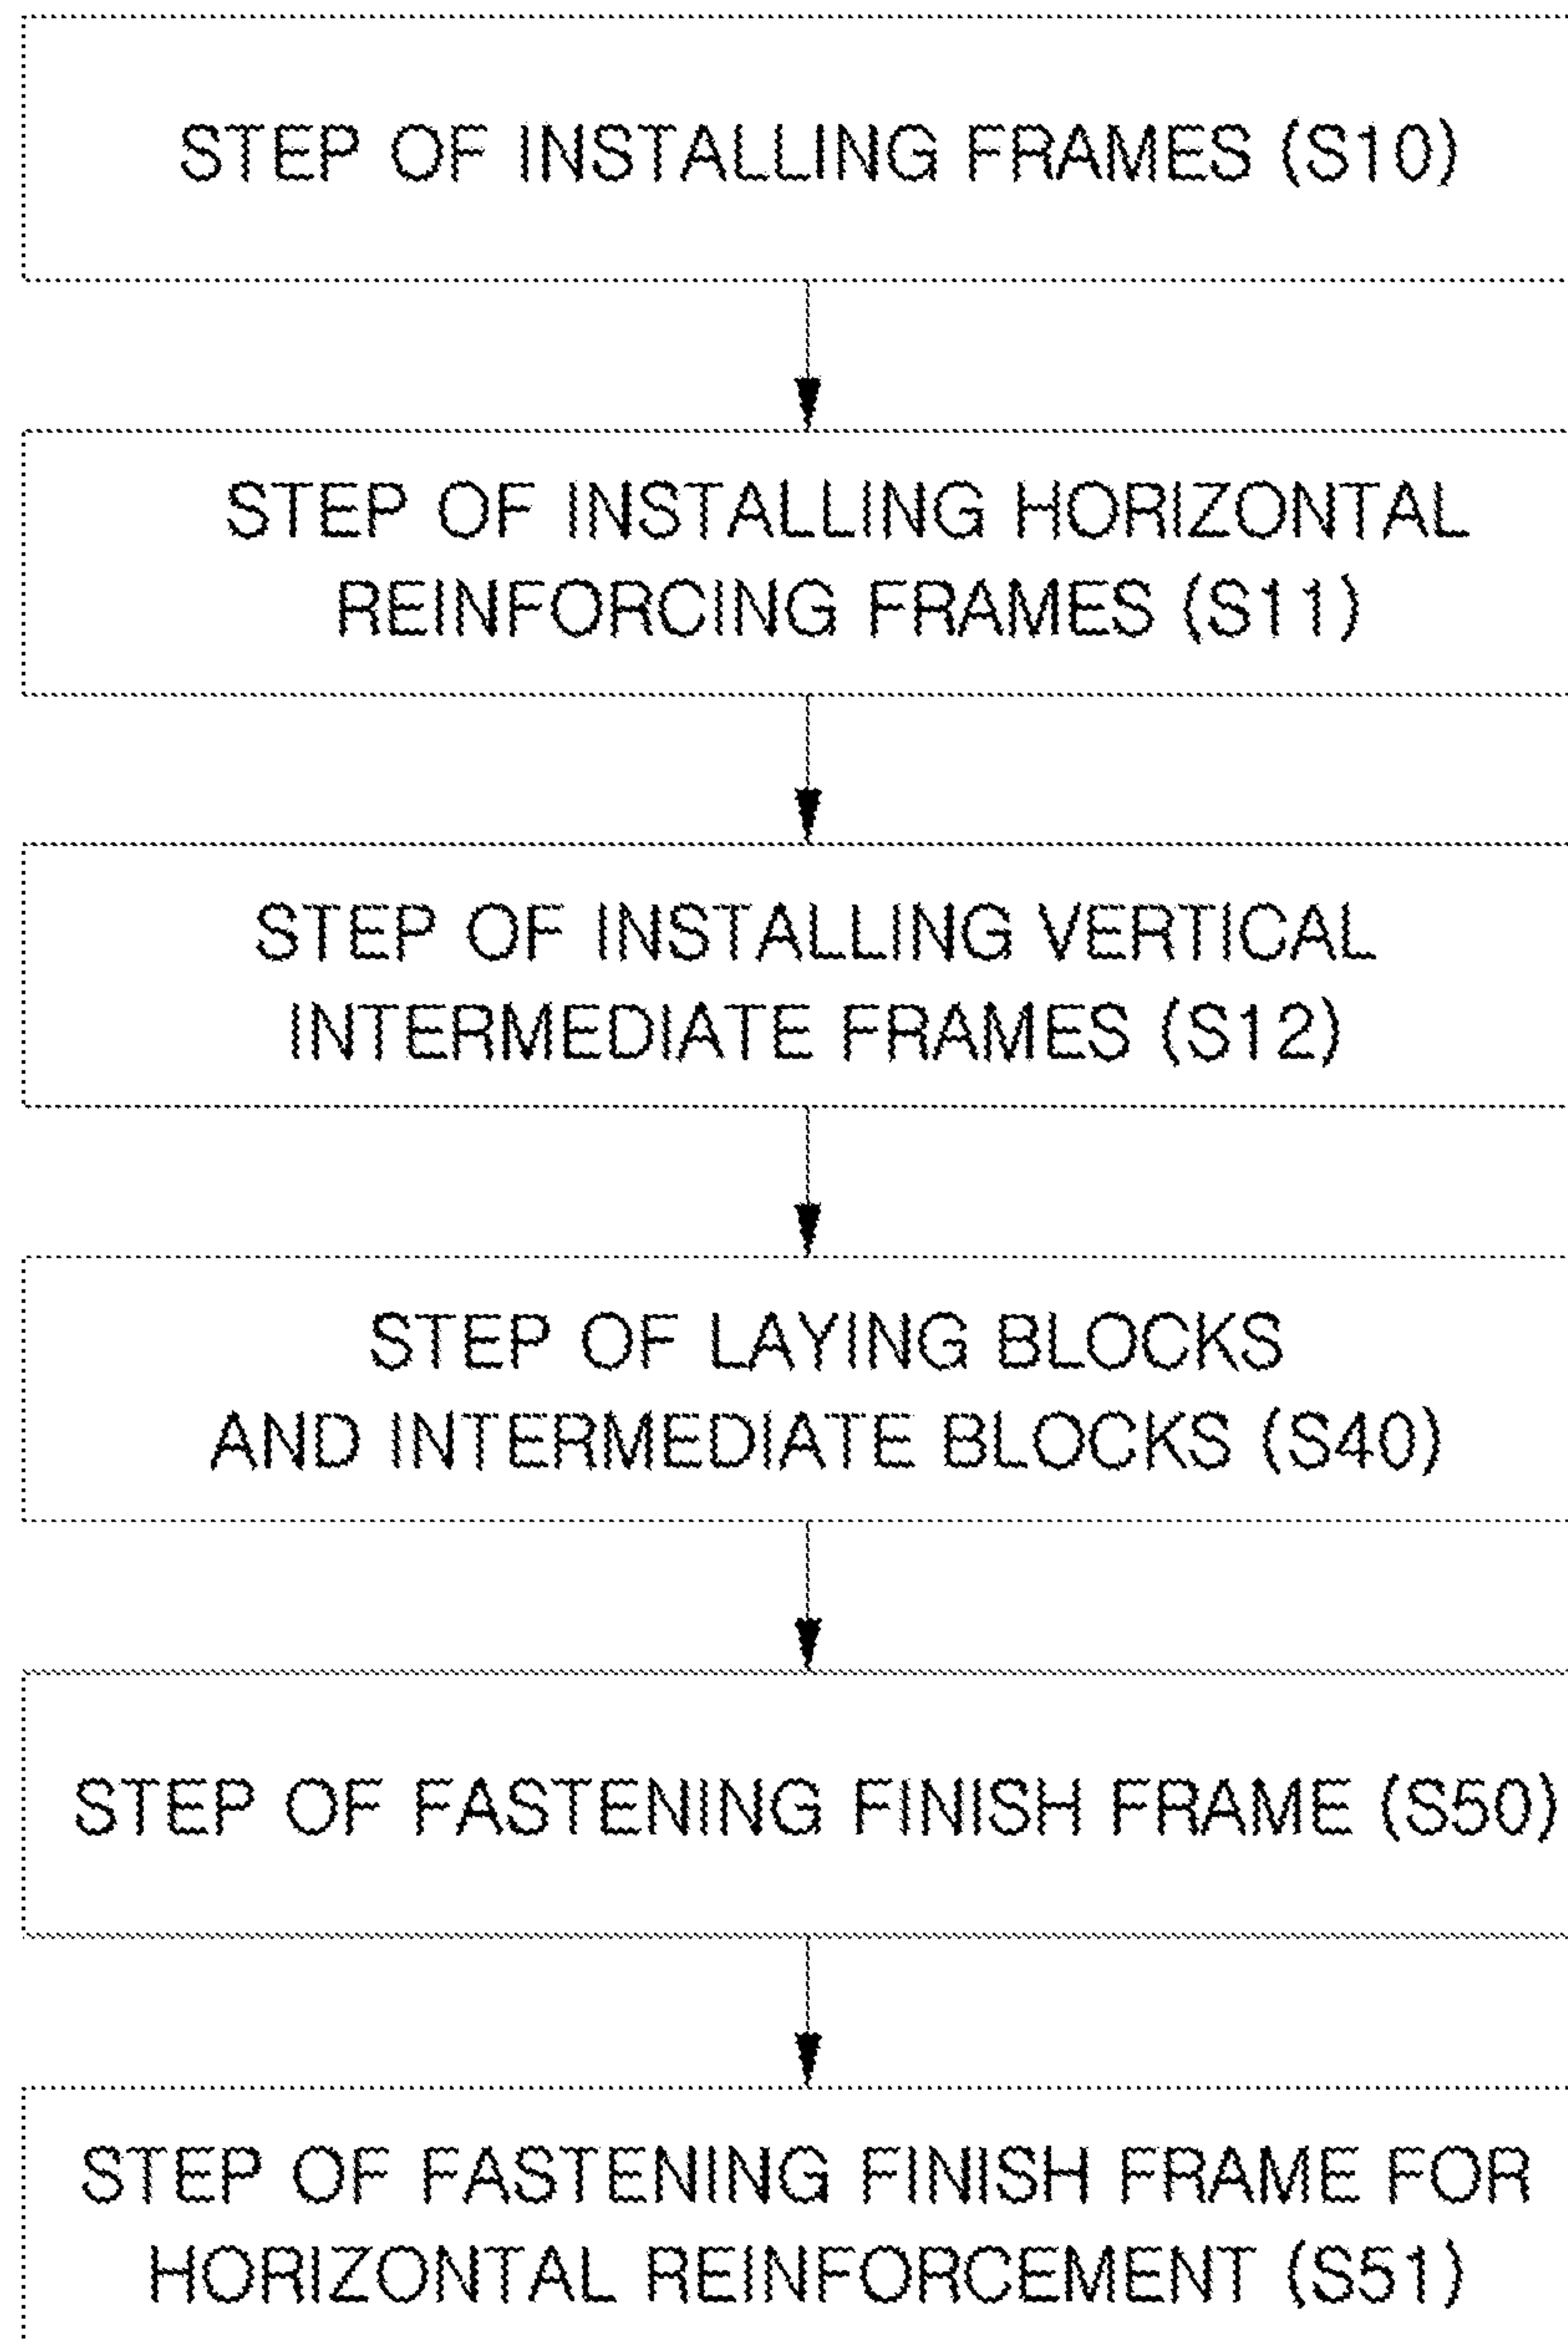 STEP OF INSTALLING FRAMES (S10)
STEP OF INSTALLING HORIZONTAL
REINFORCING FRAMES (S11)
STEP OF INSTALLING VERTICAL
INTERMEDIATE FRAMES (S12)
STEP OF LAYING BLOCKS
AND INTERMEDIATE BLOCKS (S40)
STEP OF FASTENING FINISH FRAME (S50)
STEP OF FASTENING FINISH FRAME FOR
HORIZONTAL REINFORCEMENT (S51)